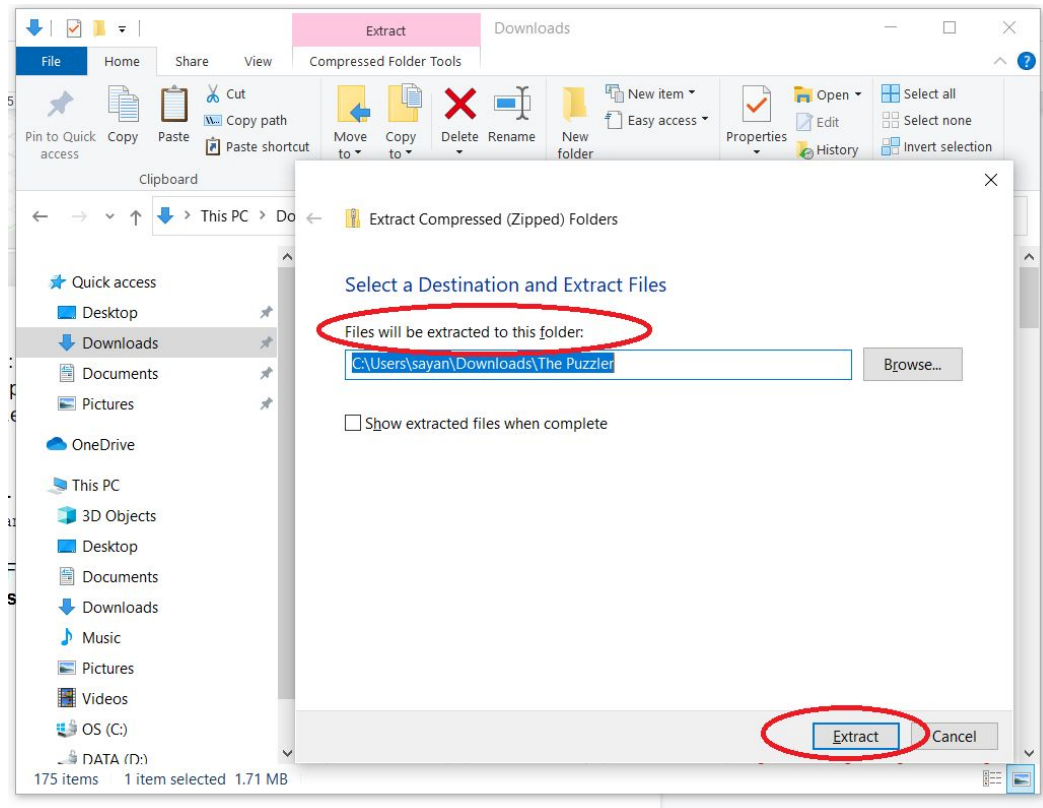 Extract
Downloads
File
Home
Share
View
Compressed Folder Tools
Pin to Quick access
Copy
Paste
Cut
Copy path
Paste shortcut
Move to
Copy to
Delete
Rename
New folder
New item
Easy access
Properties
Open
Edit
History
Select all
Select none
Invert selection
Clipboard
This PC
Extract Compressed (Zipped) Folders
Select a Destination and Extract Files
Files will be extracted to this folder:
C:\Users\sayan\Downloads\The Puzzler
Browse...
Show extracted files when complete
Quick access
Desktop
Downloads
Documents
Pictures
OneDrive
This PC
3D Objects
Desktop
Documents
Downloads
Music
Pictures
Videos
OS (C:)
DATA (D:)
Extract
Cancel
175 items
1 item selected 1.71 MB